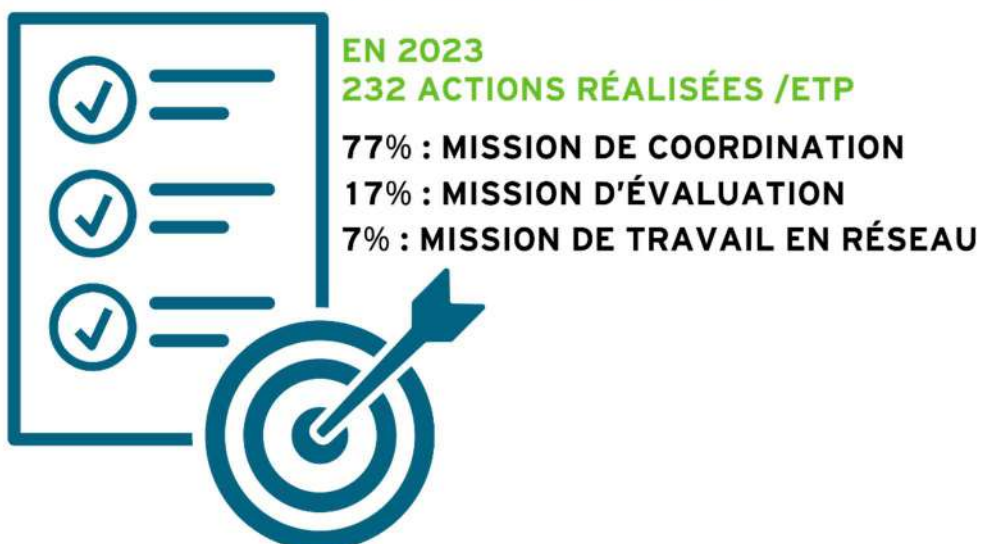 EN 2023
232 ACTIONS RÉALISÉES /ETP
77% : MISSION DE COORDINATION
17% : MISSION D'ÉVALUATION
7% : MISSION DE TRAVAIL EN RÉSEAU